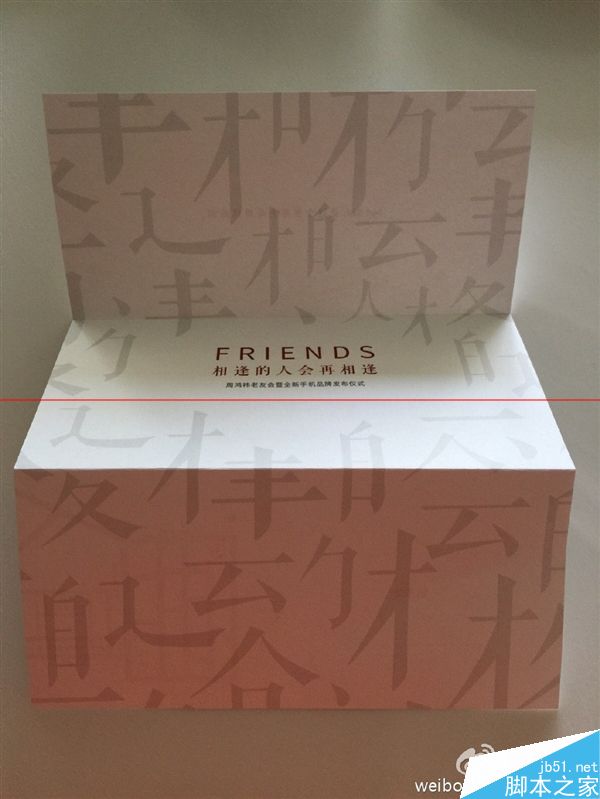 FRIENDS
相逢的人会再相逢
周鸿祎老友会暨全新手机品牌发布仪式
weibo
jb51.net
脚本之家